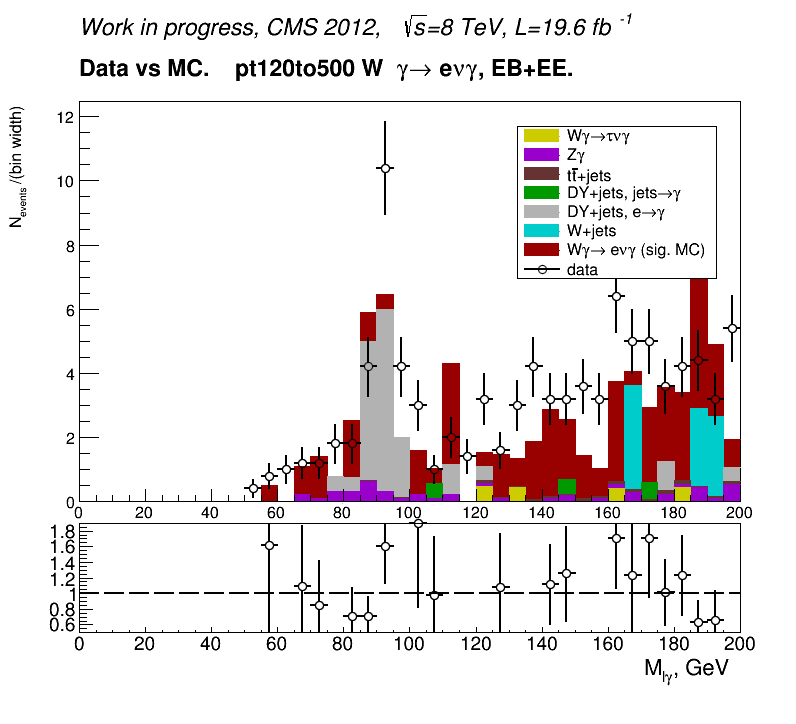 Work in progress, CMS 2012, √s=8 TeV, L=19.6 fb⁻¹
Data vs MC. pt120to500 W γ→ eνγ, EB+EE.
N_events /(bin width)
12
10
8
6
4
2
0
Wγ→τνγ
Zγ
tt̄+jets
DY+jets, jets→γ
DY+jets, e→γ
W+jets
Wγ→ eνγ (sig. MC)
data
0 20 40 60 80 100 120 140 160 180 200
1.8
1.6
1.4
1.2
1
0.8
0.6
0 20 40 60 80 100 120 140 160 180 200
M_lγ, GeV